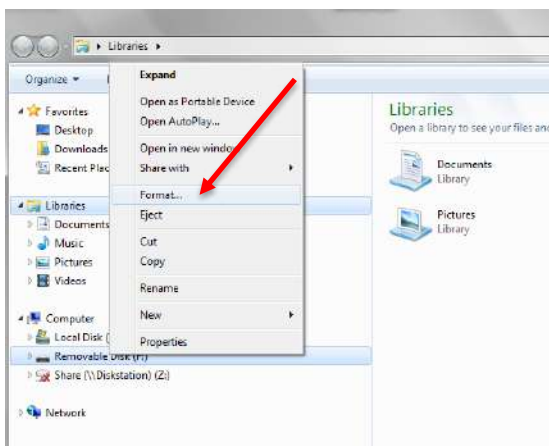 Libraries
Organize
Expand
Open as Portable Device
Open AutoPlay...
Open in new window
Share with
Format...
Eject
Cut
Copy
Rename
New
Properties
Favorites
Desktop
Downloads
Recent Plac
Libraries
Documents
Music
Pictures
Videos
Computer
Local Disk (
Removable Disk (F:)
Share (\\Diskstation) (Z:)
Network
Libraries
Open a library to see your files and
Documents
Library
Pictures
Library